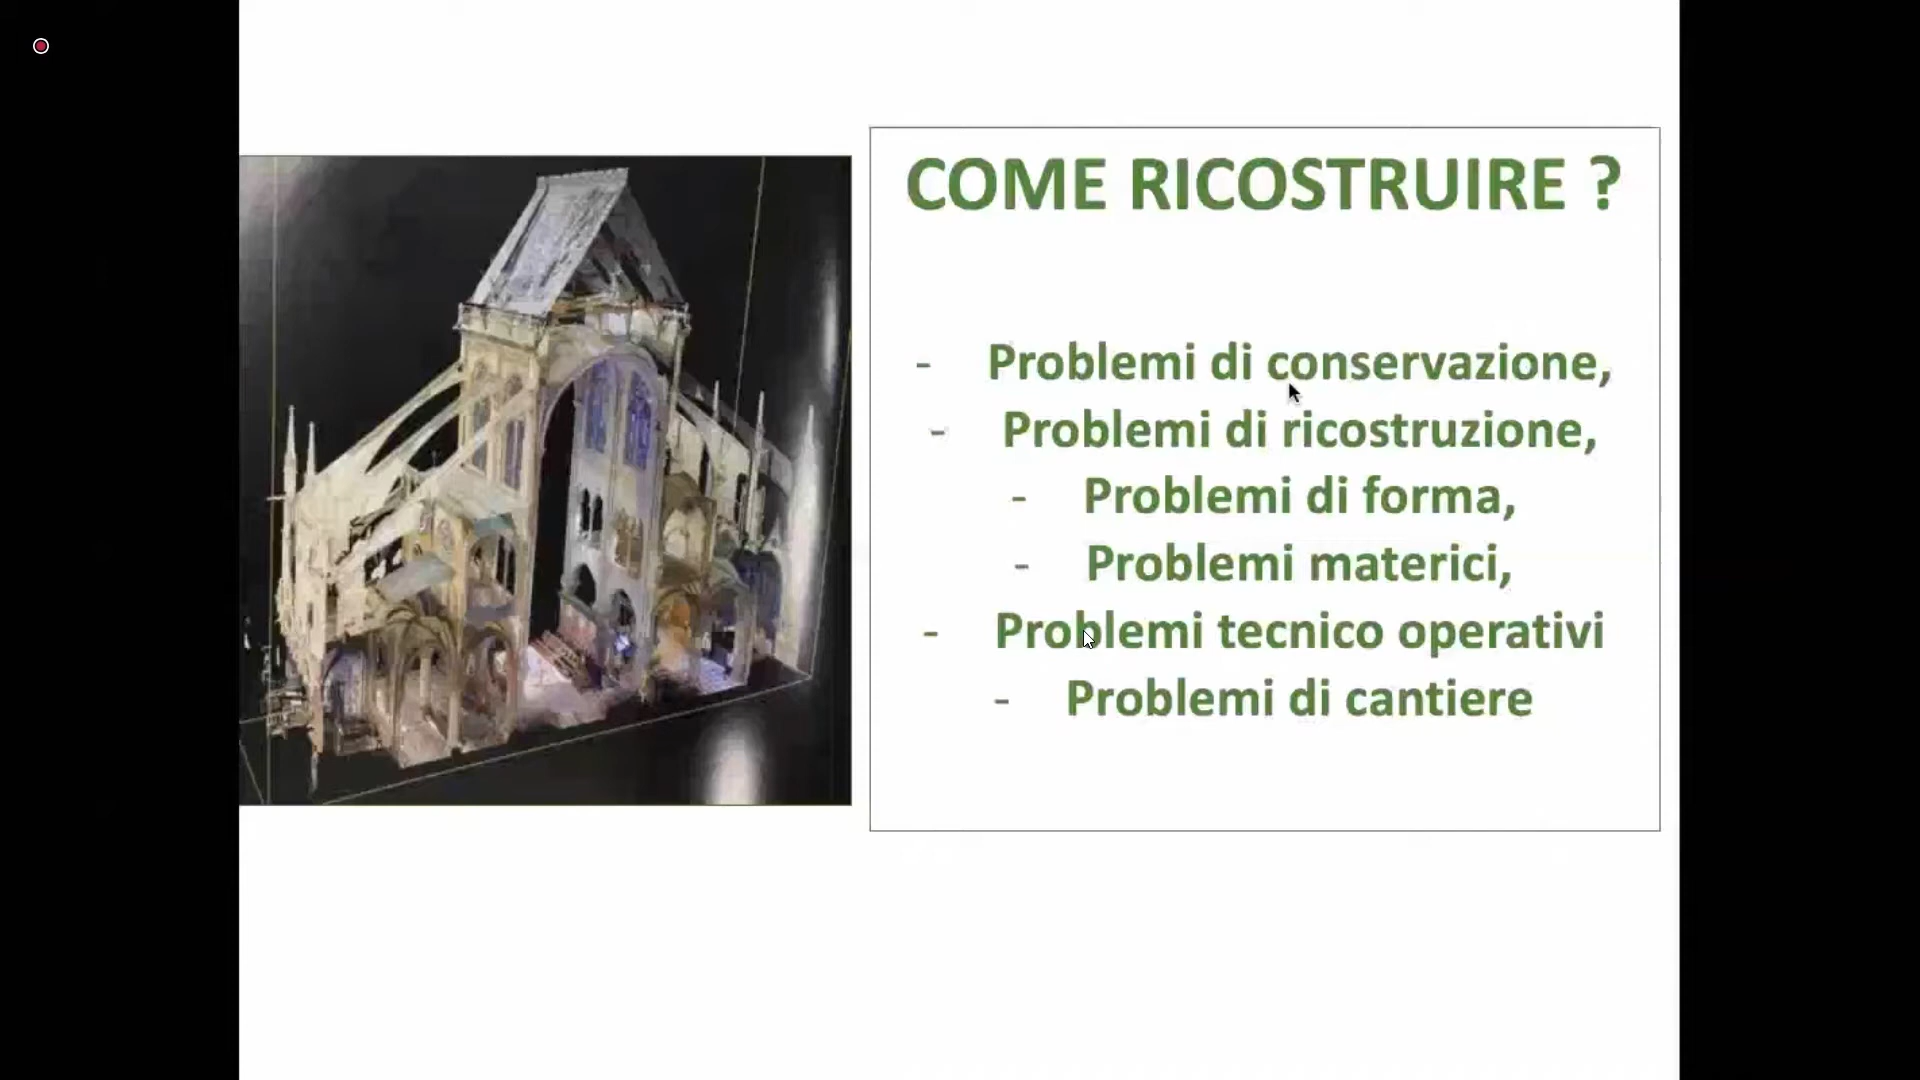 COME RICOSTRUIRE ?
- Problemi di conservazione,
- Problemi di ricostruzione,
- Problemi di forma,
- Problemi materici,
- Problemi tecnico operativi
- Problemi di cantiere